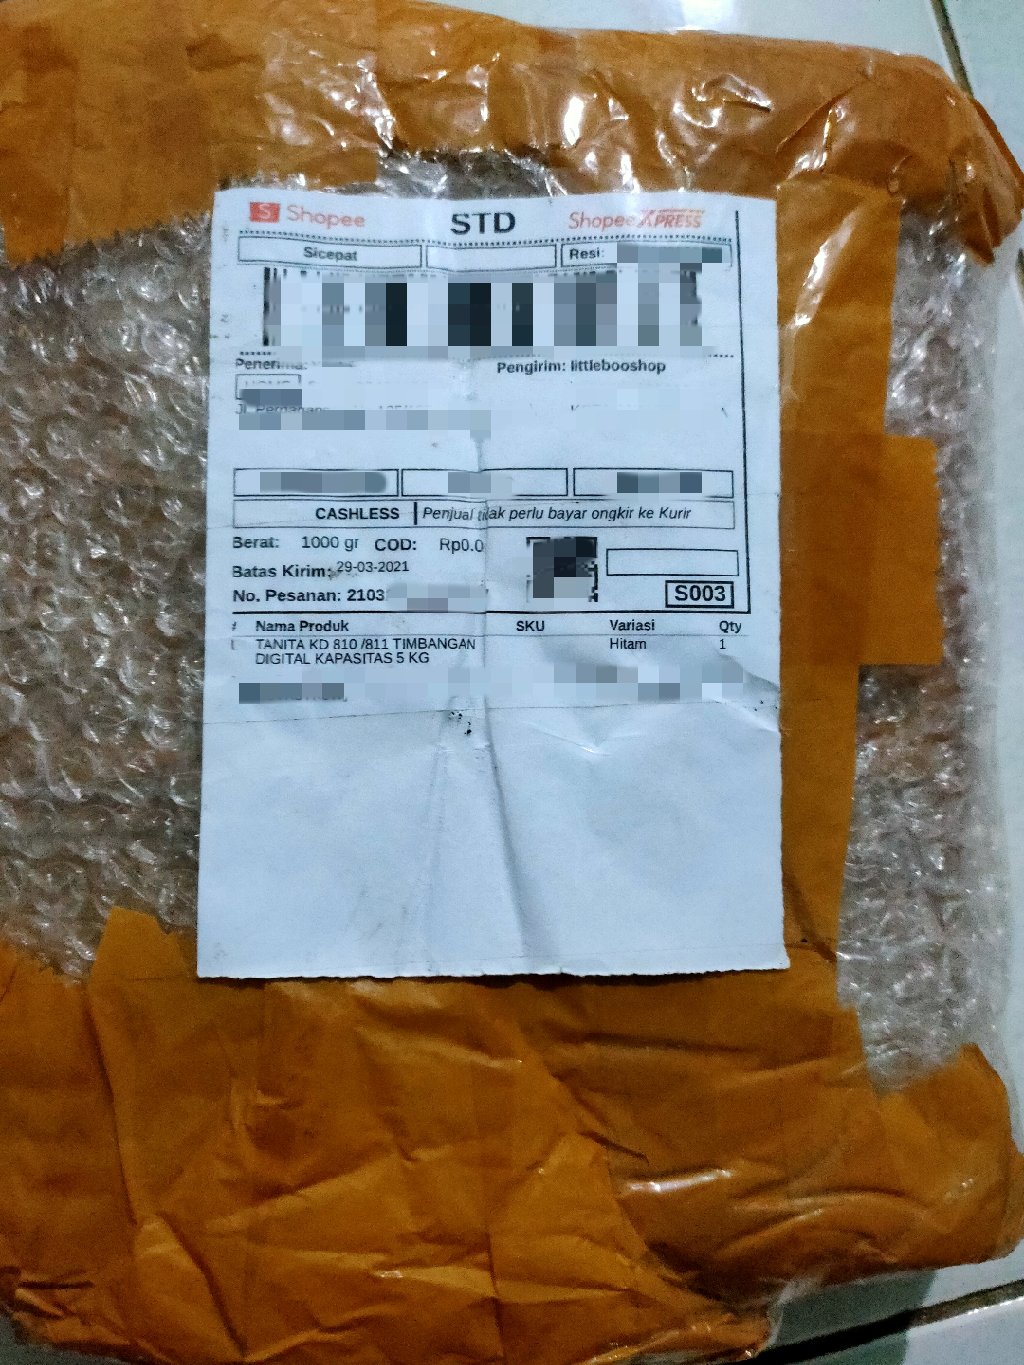 Shopee STD Shopee XPRESS
Sicepat Resi:
Penerima: Pengirim: littlebooshop
CASHLESS Penjual tidak perlu bayar ongkir ke Kurir
Berat: 1000 gr COD: Rp0.0
Batas Kirim: 29-03-2021
No. Pesanan: 2103
S003
# Nama Produk SKU Variasi Qty
TANITA KD 810 /811 TIMBANGAN Hitam 1
DIGITAL KAPASITAS 5 KG